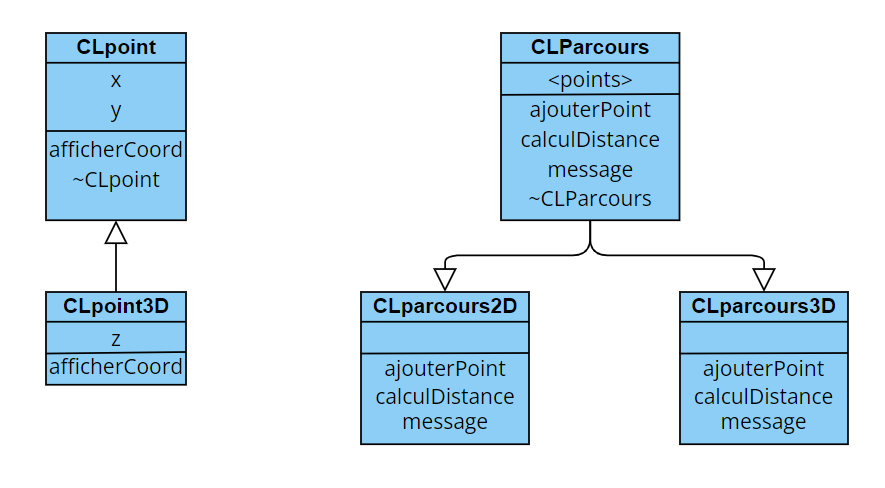 CLpoint
x
y
afficherCoord
~CLpoint
CLpoint3D
z
afficherCoord
CLParcours
<points>
ajouterPoint
calculDistance
message
~CLParcours
CLparcours2D
ajouterPoint
calculDistance
message
CLparcours3D
ajouterPoint
calculDistance
message